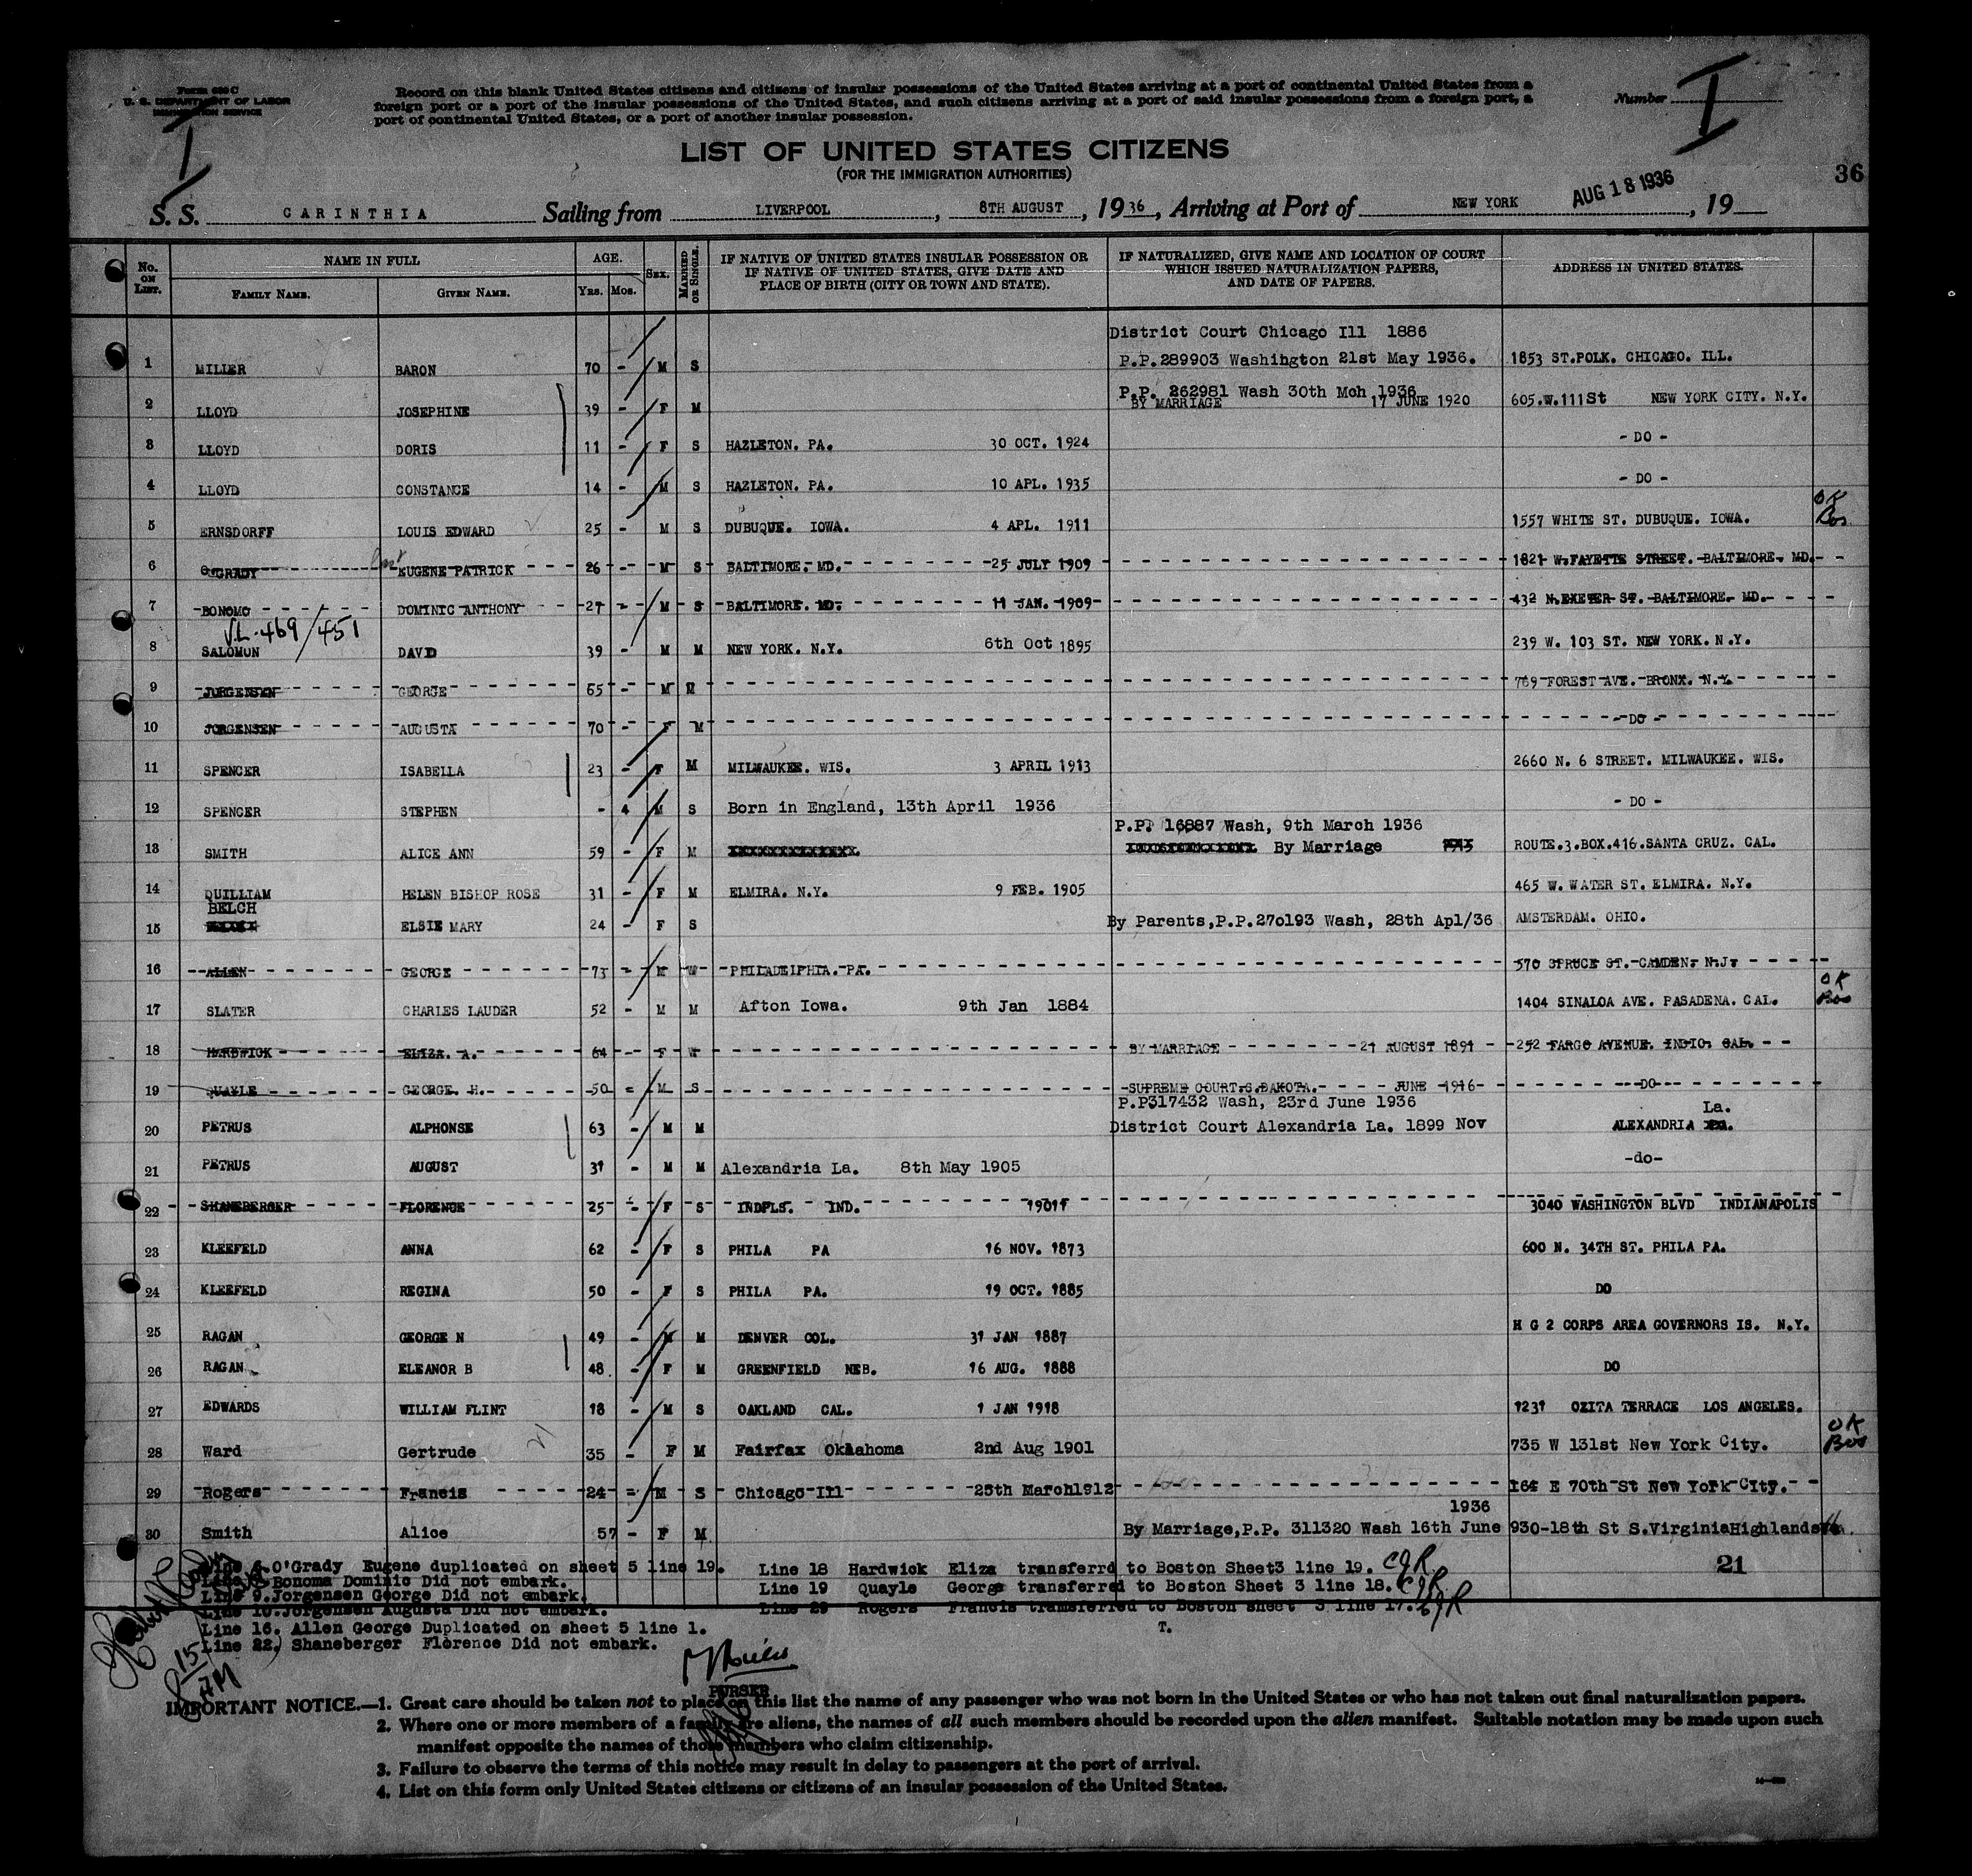 Form 630 C
U. S. DEPARTMENT OF LABOR
IMMIGRATION SERVICE
Record on this blank United States citizens and citizens of insular possessions of the United States arriving at a port of continental United States from a
foreign port or a port of the insular possessions of the United States, and such citizens arriving at a port of said insular possessions from a foreign port, a
port of continental United States, or a port of another insular possession.
Number I
I
LIST OF UNITED STATES CITIZENS
(FOR THE IMMIGRATION AUTHORITIES)
36
AUG 18 1936
S. S. CARINTHIA Sailing from LIVERPOOL, 8TH AUGUST, 1936, Arriving at Port of NEW YORK, 19
No. ON LIST. NAME IN FULL FAMILY NAME. GIVEN NAME. AGE. YRS. MOS. SEX. MARRIED OR SINGLE. IF NATIVE OF UNITED STATES INSULAR POSSESSION OR IF NATIVE OF UNITED STATES, GIVE DATE AND PLACE OF BIRTH (CITY OR TOWN AND STATE). IF NATURALIZED, GIVE NAME AND LOCATION OF COURT WHICH ISSUED NATURALIZATION PAPERS, AND DATE OF PAPERS. ADDRESS IN UNITED STATES.
District Court Chicago Ill 1886
1 MILLER BARON 70 - M S P.P.289903 Washington 21st May 1936. 1853 ST.POLK. CHICAGO. ILL.
P.P. 262981 Wash 30th Mch 1936
2 LLOYD JOSEPHINE 39 - F M BY MARRIAGE 17 JUNE 1920 605.W.111St NEW YORK CITY. N.Y.
3 LLOYD DORIS 11 - F S HAZLETON. PA. 30 OCT. 1924 - DO -
4 LLOYD CONSTANCE 14 - M S HAZLETON. PA. 10 APL. 1935 - DO -
OK Bos
5 ERNSDORFF LOUIS EDWARD 25 - M S DUBUQUE. IOWA. 4 APL. 1911 1557 WHITE ST. DUBUQUE. IOWA.
6 O'GRADY EUGENE PATRICK 26 - M S BALTIMORE. MD. 25 JULY 1909 1821 W.FAYETTE STREET. BALTIMORE. MD.
7 BONOMO DOMINIC ANTHONY 27 - M S BALTIMORE. MD. 11 JAN. 1909 432 N.EXETER ST. BALTIMORE. MD.
V.L.469/451
8 SALOMON DAVID 39 - M M NEW YORK. N.Y. 6th Oct 1895 239 W. 103 ST. NEW YORK. N.Y.
9 JORGENSEN GEORGE 65 - M M 769 FOREST AVE. BRONX. N.Y.
10 JORGENSEN AUGUSTA 70 - F M - DO -
11 SPENCER ISABELLA 23 - F M MILWAUKEE. WIS. 3 APRIL 1913 2660 N. 6 STREET. MILWAUKEE. WIS.
12 SPENCER STEPHEN - 4 M S Born in England, 13th April 1936 - DO -
P.P. 16887 Wash, 9th March 1936
13 SMITH ALICE ANN 59 - F M By Marriage ROUTE.3.BOX.416.SANTA CRUZ. CAL.
14 QUILLIAM HELEN BISHOP ROSE 31 - F M ELMIRA. N.Y. 9 FEB. 1905 465 W. WATER ST. ELMIRA. N.Y.
BELCH
15 ELSIE MARY 24 - F S By Parents,P.P.270193 Wash, 28th Apl/36 AMSTERDAM. OHIO.
16 ALLEN GEORGE 73 - M W PHILADELPHIA. PA. 570 SPRUCE ST. CAMDEN. N.J.
OK Bos
17 SLATER CHARLES LAUDER 52 - M M Afton Iowa. 9th Jan 1884 1404 SINALOA AVE. PASADENA. CAL.
18 HARDWICK ELIZA. A. 64 - F W BY MARRIAGE 21 AUGUST 1891 252 FARGO AVENUE. INDIO. CAL.
19 QUAYLE GEORGE. H. 50 - M S SUPREME COURT.S.DAKOTA. JUNE 1916 DO
P.P317432 Wash, 23rd June 1936 La.
20 PETRUS ALPHONSE 63 - M M District Court Alexandria La. 1899 Nov ALEXANDRIA
21 PETRUS AUGUST 31 - M M Alexandria La. 8th May 1905 -do-
22 SHANEBERGER FLORENCE 25 - F S INDPLS. IND. 3040 WASHINGTON BLVD INDIANAPOLIS
23 KLEEFELD ANNA 62 - F S PHILA PA 16 NOV. 1873 600 N. 34TH ST. PHILA PA.
24 KLEEFELD REGINA 50 - F S PHILA PA. 19 OCT. 1885 DO
25 RAGAN GEORGE N 49 - M M DENVER COL. 31 JAN 1887 H G 2 CORPS AREA GOVERNORS IS. N.Y.
26 RAGAN ELEANOR B 48 - F M GREENFIELD NEB. 16 AUG. 1888 DO
27 EDWARDS WILLIAM FLINT 18 - M S OAKLAND CAL. 1 JAN 1918 1231 OZITA TERRACE LOS ANGELES.
OK Bos
28 Ward Gertrude 35 - F M Fairfax Oklahoma 2nd Aug 1901 735 W 131st New York City.
29 Rogers Francis 24 - M S Chicago Ill 25th March1912 164 E 70th St New York City.
1936
30 Smith Alice 57 - F M By Marriage,P.P. 311320 Wash 16th June 930-18th St S.VirginiaHighlands
21
Line 6.O'Grady Eugene duplicated on sheet 5 line 19. Line 18 Hardwick Eliza transferrd to Boston Sheet3 line 19. CJR
Bonoma Dominic Did not embark. Line 19 Quayle George transferred to Boston Sheet 3 line 18. CJR
Line 9.Jorgensen George Did not embark.
Line 10.Jorgensen Augusta Did not embark. Line 29 Rogers Francis transferred to Boston sheet 3 line 17. CJR
Line 16. Allen George Duplicated on sheet 5 line 1. T.
Line 22. Shaneberger Florence Did not embark.
PURSER
IMPORTANT NOTICE.—1. Great care should be taken not to place on this list the name of any passenger who was not born in the United States or who has not taken out final naturalization papers.
2. Where one or more members of a family are aliens, the names of all such members should be recorded upon the alien manifest. Suitable notation may be made upon such
manifest opposite the names of those members who claim citizenship.
3. Failure to observe the terms of this notice may result in delay to passengers at the port of arrival.
4. List on this form only United States citizens or citizens of an insular possession of the United States.